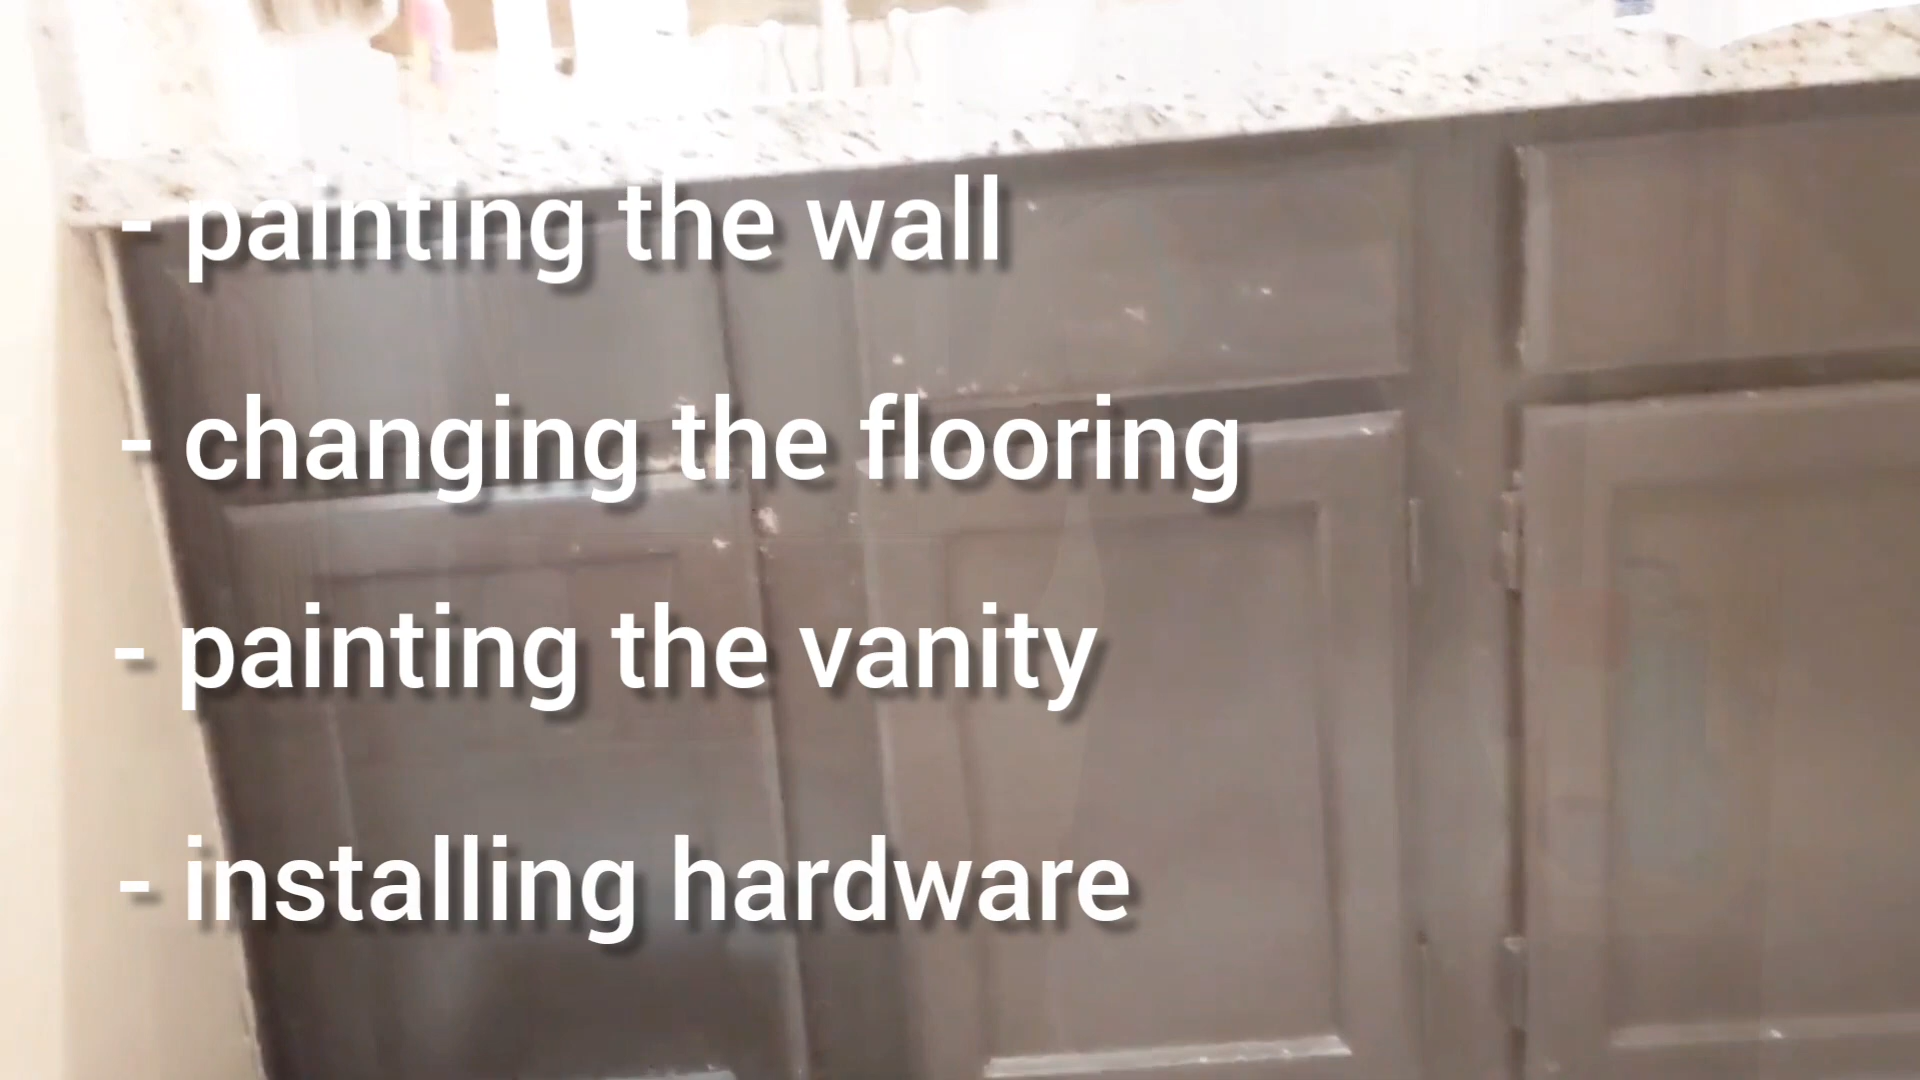 - painting the wall
- changing the flooring
- painting the vanity
- installing hardware